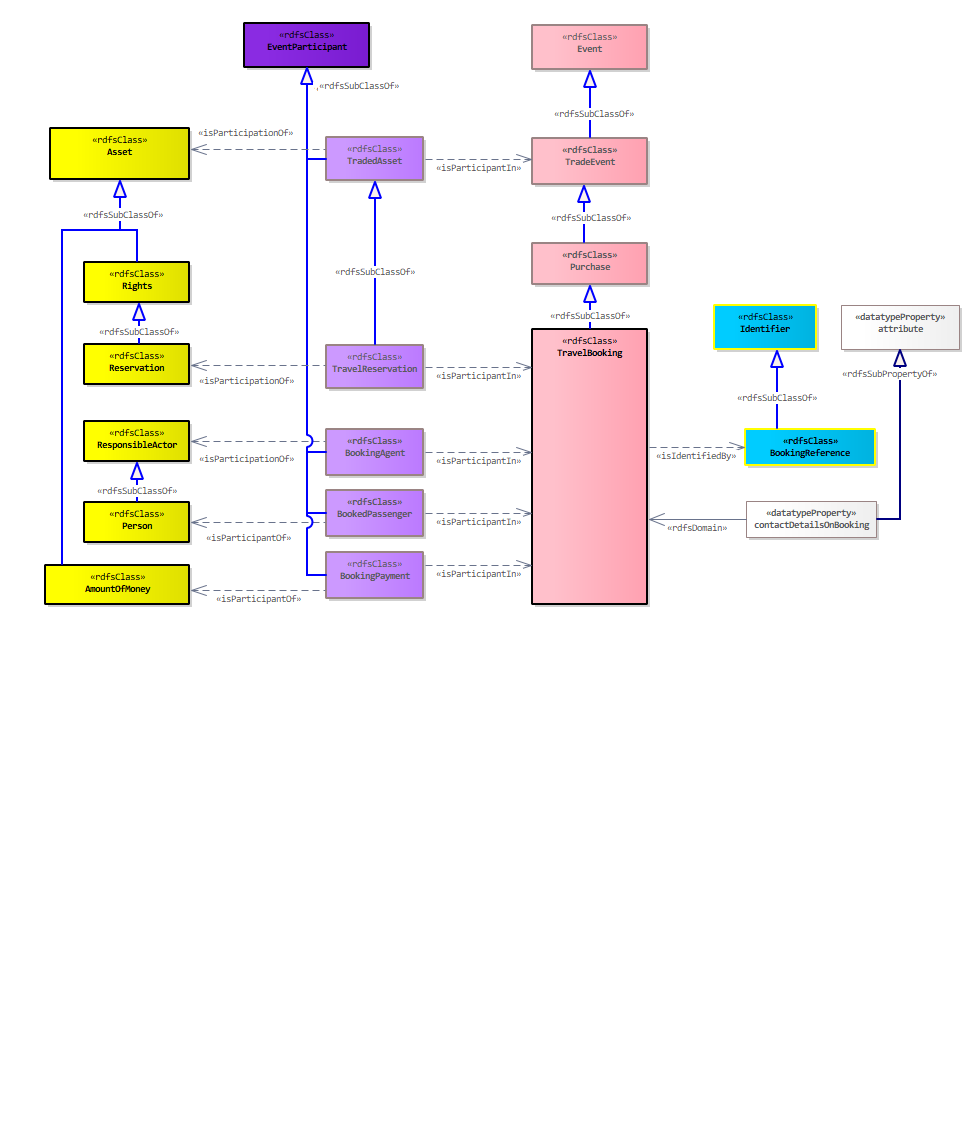 «rdfsClass»
EventParticipant
«rdfsClass»
Event
,«rdfsSubClassOf»
«rdfsSubClassOf»
«rdfsClass»
Asset
«isParticipationOf»
«rdfsClass»
TradedAsset
«isParticipantIn»
«rdfsClass»
TradeEvent
«rdfsSubClassOf»
«rdfsSubClassOf»
«rdfsClass»
Rights
«rdfsSubClassOf»
«rdfsClass»
Purchase
«rdfsSubClassOf»
«rdfsSubClassOf»
«rdfsClass»
Reservation
«isParticipationOf»
«rdfsClass»
TravelReservation
«isParticipantIn»
«rdfsClass»
TravelBooking
«rdfsClass»
Identifier
«datatypeProperty»
attribute
«rdfsSubPropertyOf»
«rdfsSubClassOf»
«rdfsClass»
ResponsibleActor
«isParticipationOf»
«rdfsClass»
BookingAgent
«isParticipantIn»
«isIdentifiedBy»
«rdfsClass»
BookingReference
«rdfsSubClassOf»
«rdfsClass»
Person
«isParticipantOf»
«rdfsClass»
BookedPassenger
«isParticipantIn»
«rdfsDomain»
«datatypeProperty»
contactDetailsOnBooking
«rdfsClass»
AmountOfMoney
«isParticipantOf»
«rdfsClass»
BookingPayment
«isParticipantIn»